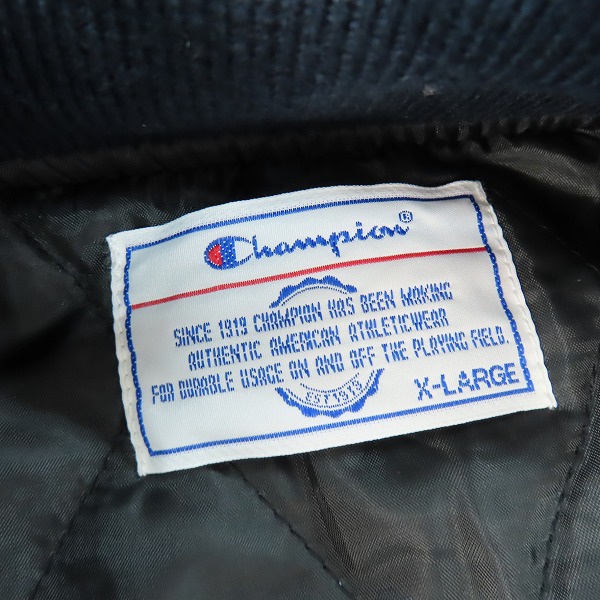 Champion®
SINCE 1919 CHAMPION HAS BEEN MAKING
AUTHENTIC AMERICAN ATHLETICWEAR
FOR DURABLE USAGE ON AND OFF THE PLAYING FIELD.
EST 1919
X-LARGE